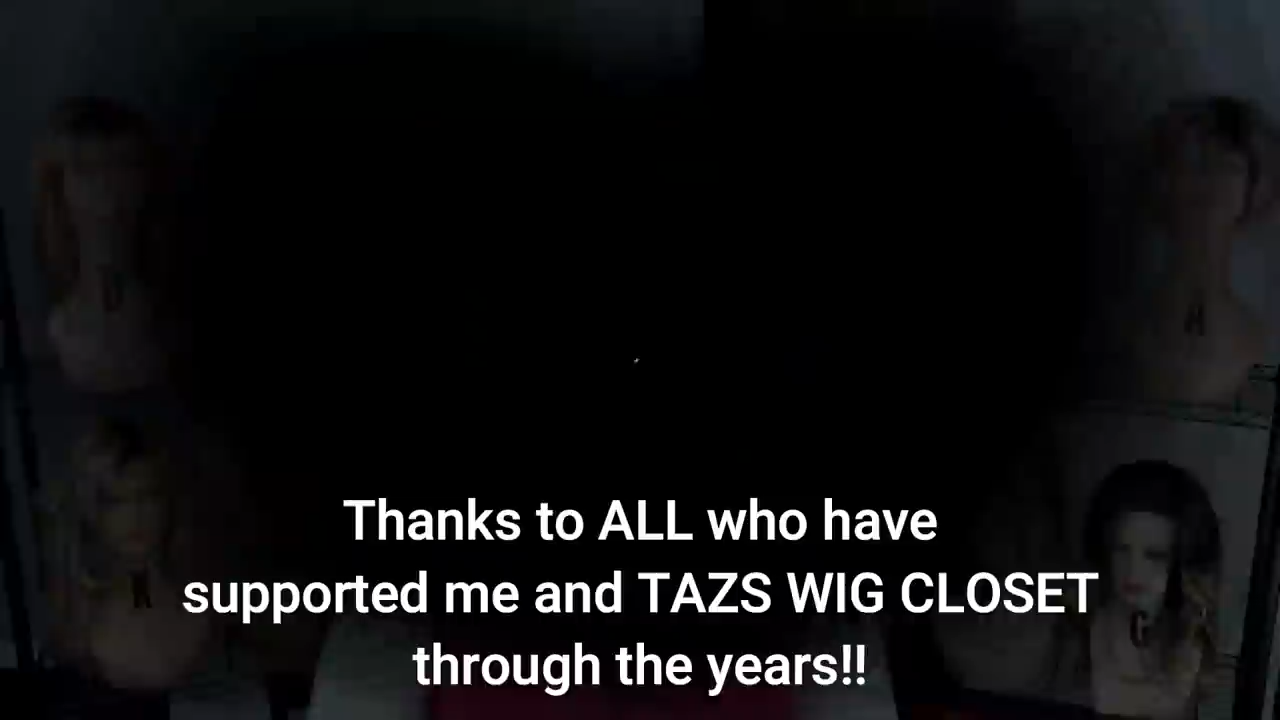 Thanks to ALL who have
supported me and TAZS WIG CLOSET
through the years!!